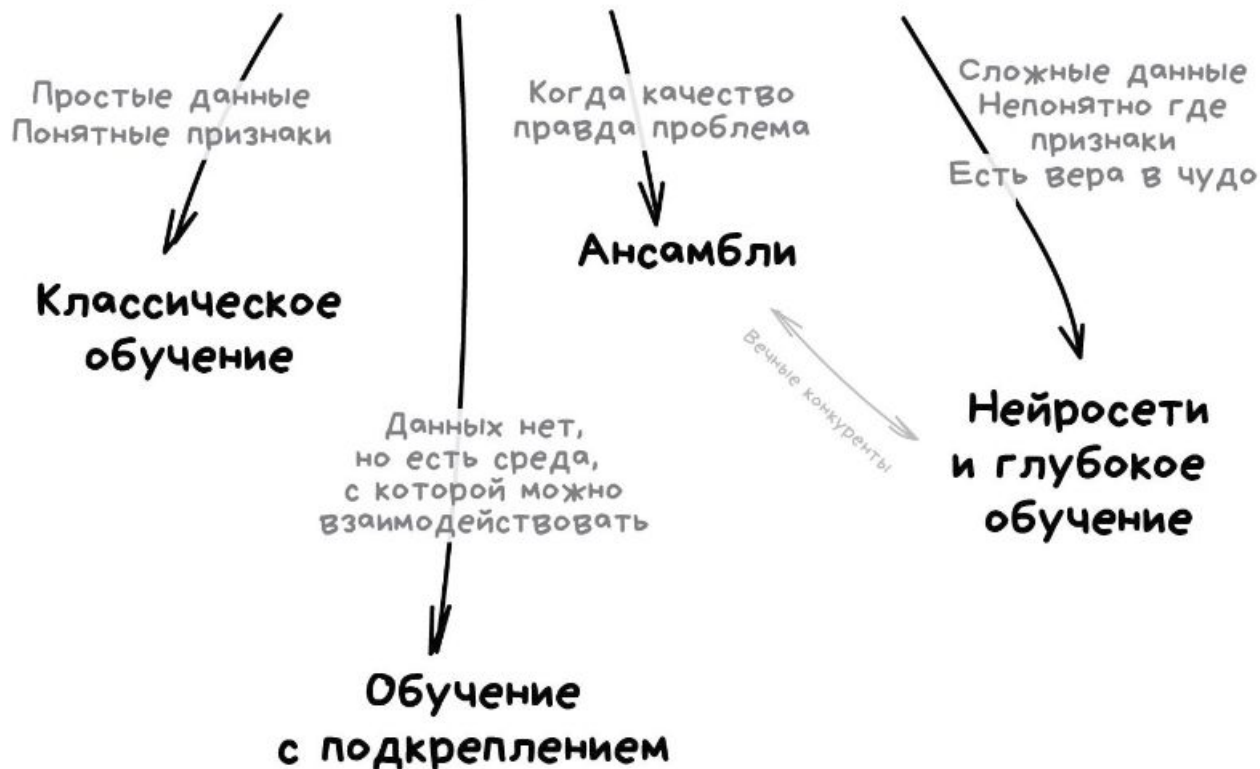 Простые данные
Понятные признаки
Классическое
обучение
Данных нет,
но есть среда,
с которой можно
взаимодействовать
Обучение
с подкреплением
Когда качество
правда проблема
Ансамбли
Вечные конкуренты
Сложные данные
Непонятно где
признаки
Есть вера в чудо
Нейросети
и глубокое
обучение